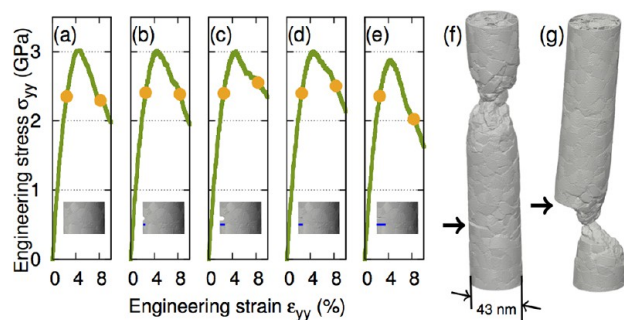 (a) (b) (c) (d) (e) (f) (g)
Engineering stress σyy (GPa)
3
2
1
0
0 4 8 0 4 8 0 4 8 0 4 8 0 4 8
Engineering strain εyy (%)
43 nm